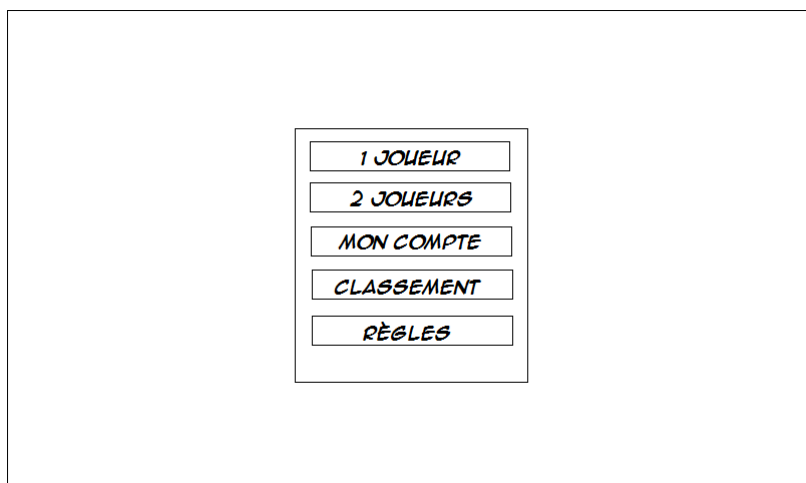 1 JOUEUR
2 JOUEURS
MON COMPTE
CLASSEMENT
RÈGLES